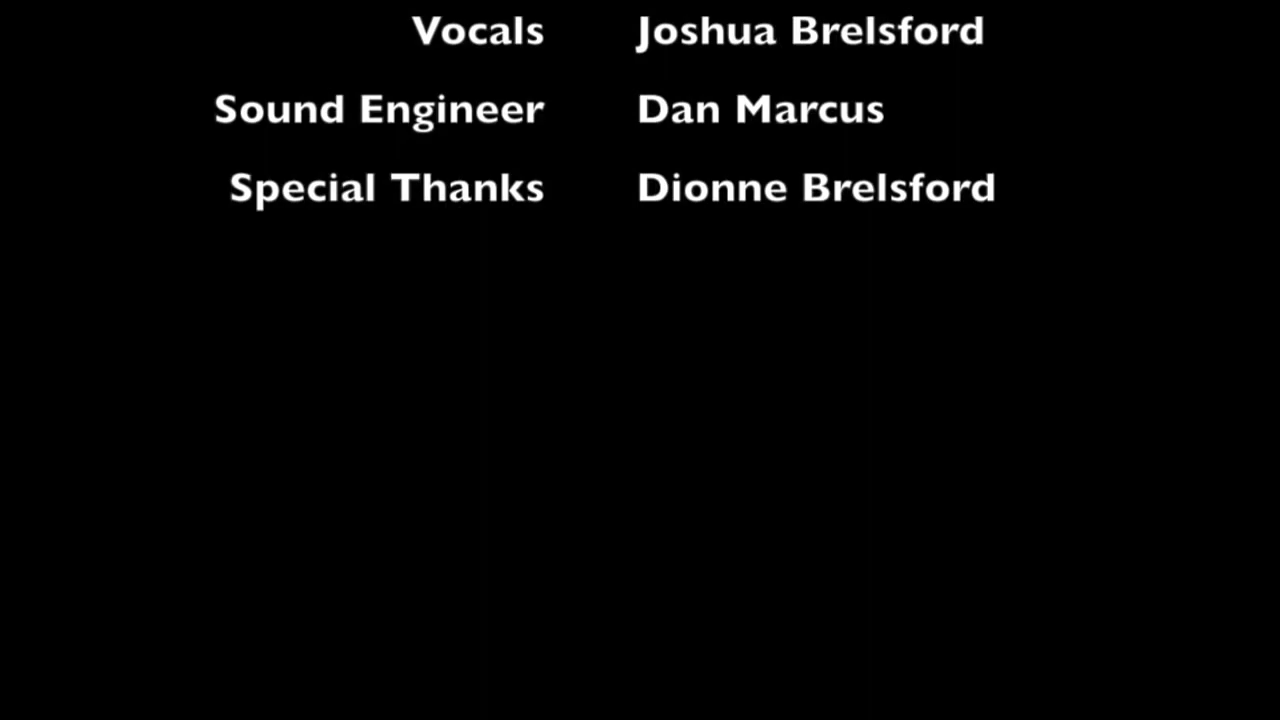 Vocals Joshua Brelsford
Sound Engineer Dan Marcus
Special Thanks Dionne Brelsford